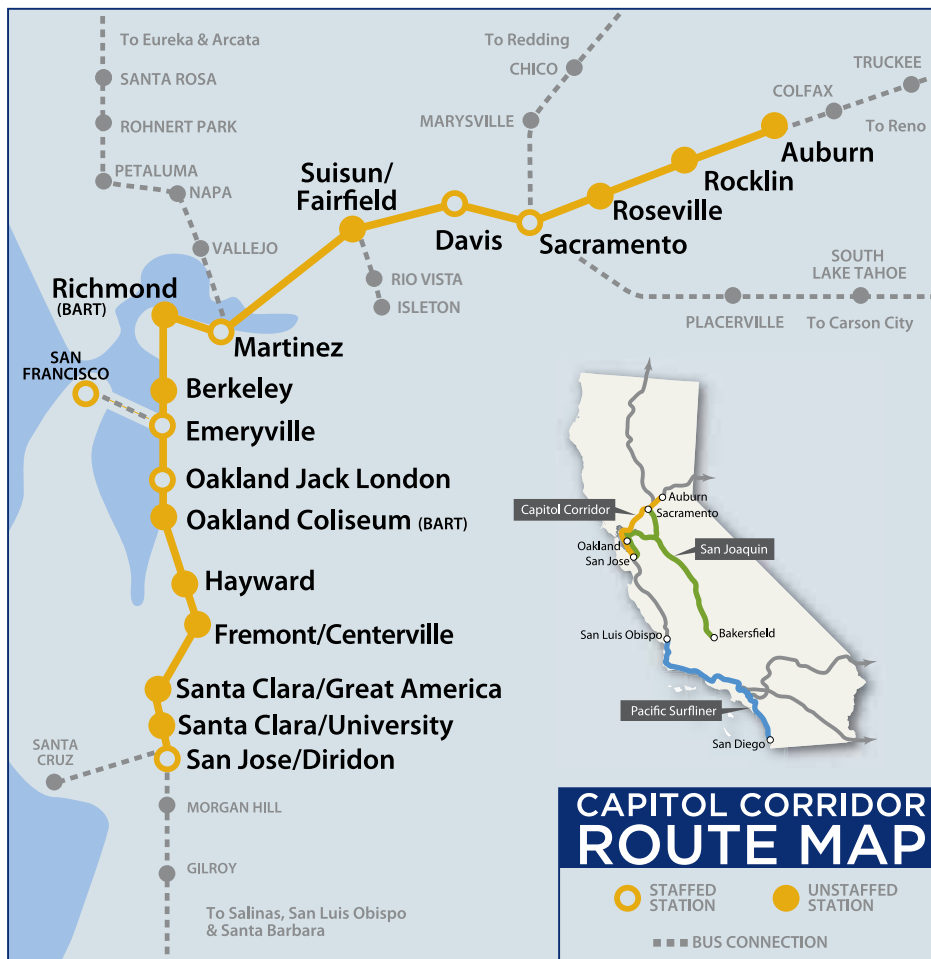 To Eureka & Arcata
SANTA ROSA
ROHNERT PARK
PETALUMA
NAPA
VALLEJO
To Redding
CHICO
MARYSVILLE
TRUCKEE
COLFAX
To Reno
Auburn
Rocklin
Roseville
Sacramento
Davis
Suisun/
Fairfield
RIO VISTA
ISLETON
SOUTH
LAKE TAHOE
PLACERVILLE
To Carson City
Richmond
(BART)
Martinez
SAN
FRANCISCO
Berkeley
Emeryville
Oakland Jack London
Oakland Coliseum (BART)
Hayward
Fremont/Centerville
Santa Clara/Great America
Santa Clara/University
San Jose/Diridon
SANTA
CRUZ
MORGAN HILL
GILROY
To Salinas, San Luis Obispo
& Santa Barbara
Auburn
Sacramento
Capitol Corridor
Oakland
San Jose
San Joaquin
San Luis Obispo
Bakersfield
Pacific Surfliner
San Diego
CAPITOL CORRIDOR
ROUTE MAP
STAFFED
STATION
UNSTAFFED
STATION
BUS CONNECTION